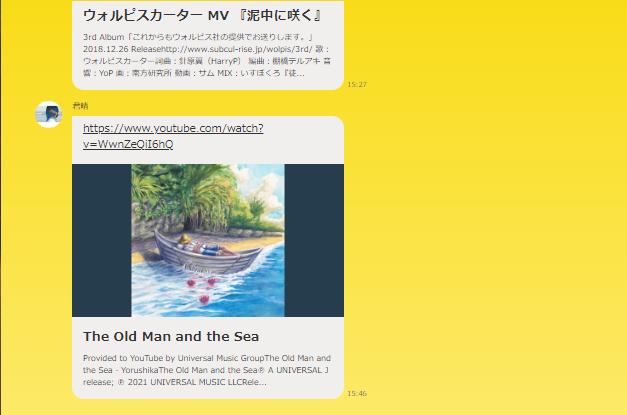 ウォルピスカーター MV 『泥中に咲く』
3rd Album「これからもウォルピス社の提供でお送りします。」
2018.12.26 Releasehttp://www.subcul-rise.jp/wolpis/3rd/ 歌：
ウォルピスカーター詞曲：針原翼（HarryP） 編曲：棚橋テルアキ 音
響：YoP 画：南方研究所 動画：サム MIX：いすぼくろ『徒...
15:27
君晴
https://www.youtube.com/watch?
v=WwnZeQiI6hQ
The Old Man and the Sea
Provided to YouTube by Universal Music GroupThe Old Man and
the Sea · YorushikaThe Old Man and the Sea℗ A UNIVERSAL J
release; ℗ 2021 UNIVERSAL MUSIC LLCRele...
15:46